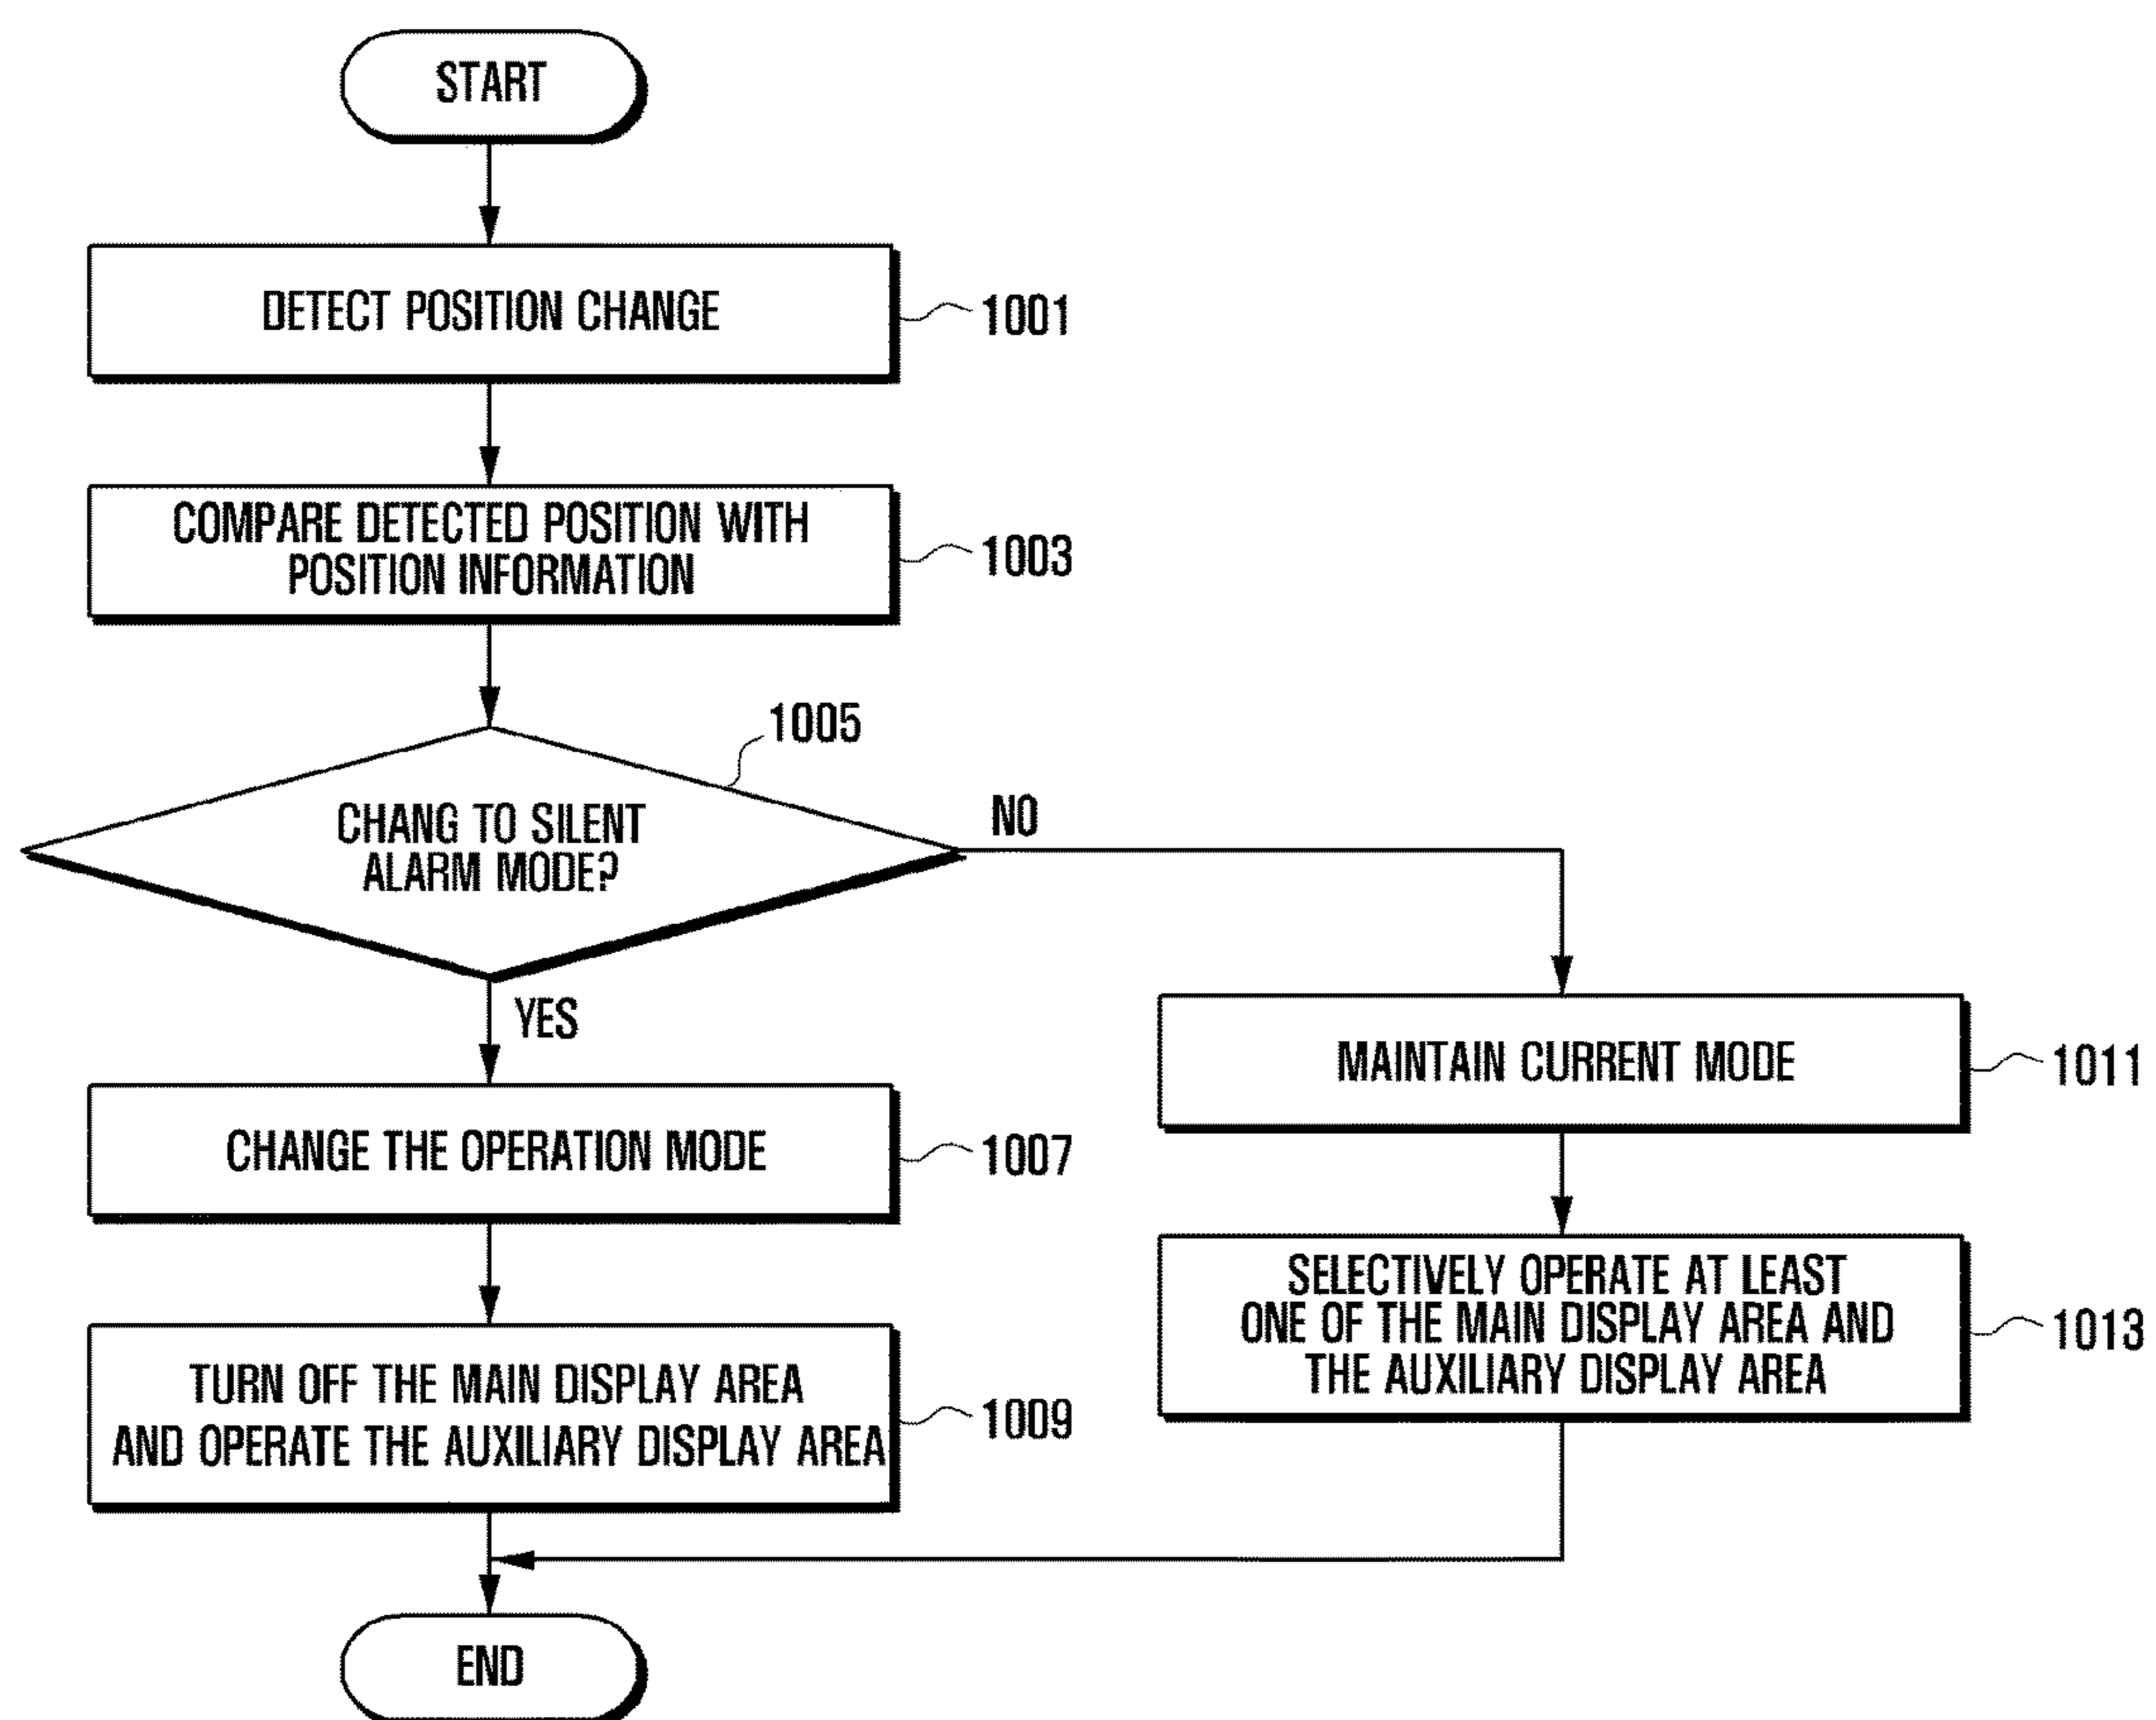 START
DETECT POSITION CHANGE
1001
COMPARE DETECTED POSITION WITH
POSITION INFORMATION
1003
1005
CHANG TO SILENT
ALARM MODE?
NO
YES
CHANGE THE OPERATION MODE
1007
MAINTAIN CURRENT MODE
1011
TURN OFF THE MAIN DISPLAY AREA
AND OPERATE THE AUXILIARY DISPLAY AREA
1009
SELECTIVELY OPERATE AT LEAST
ONE OF THE MAIN DISPLAY AREA AND
THE AUXILIARY DISPLAY AREA
1013
END